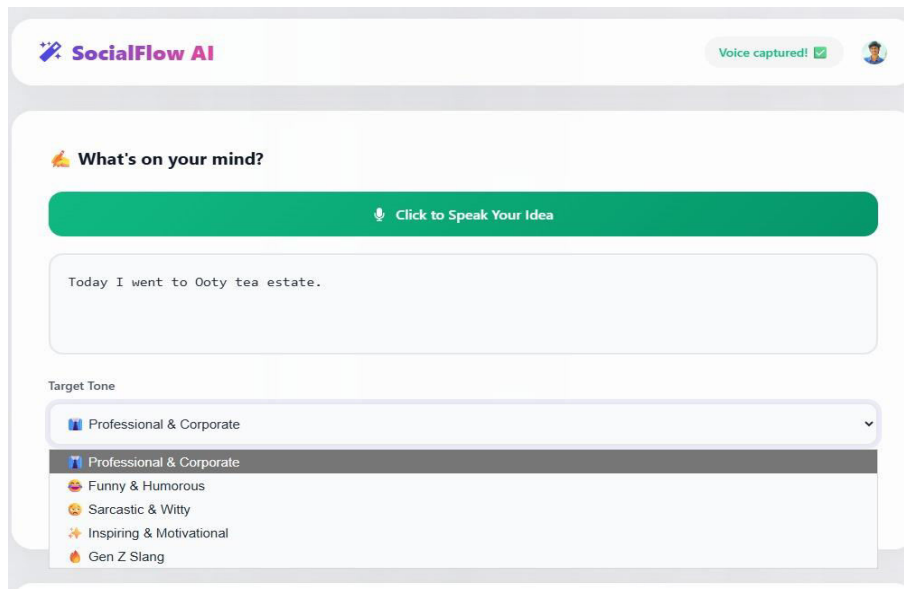 SocialFlow AI
Voice captured! ✅
✍️ What's on your mind?
Click to Speak Your Idea
Today I went to Ooty tea estate.
Target Tone
👔 Professional & Corporate
👔 Professional & Corporate
😂 Funny & Humorous
😏 Sarcastic & Witty
✨ Inspiring & Motivational
🔥 Gen Z Slang